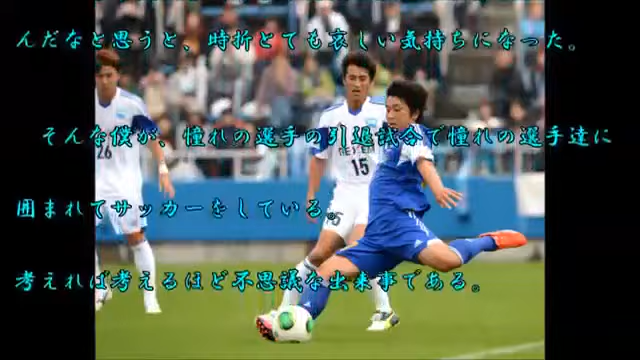 んだなと思うと、時折とても哀しい気持ちになった。
そんな僕が、憧れの選手の引退試合で憧れの選手達に
囲まれてサッカーをしている。
考えれば考えるほど不思議な出来事である。
26
15